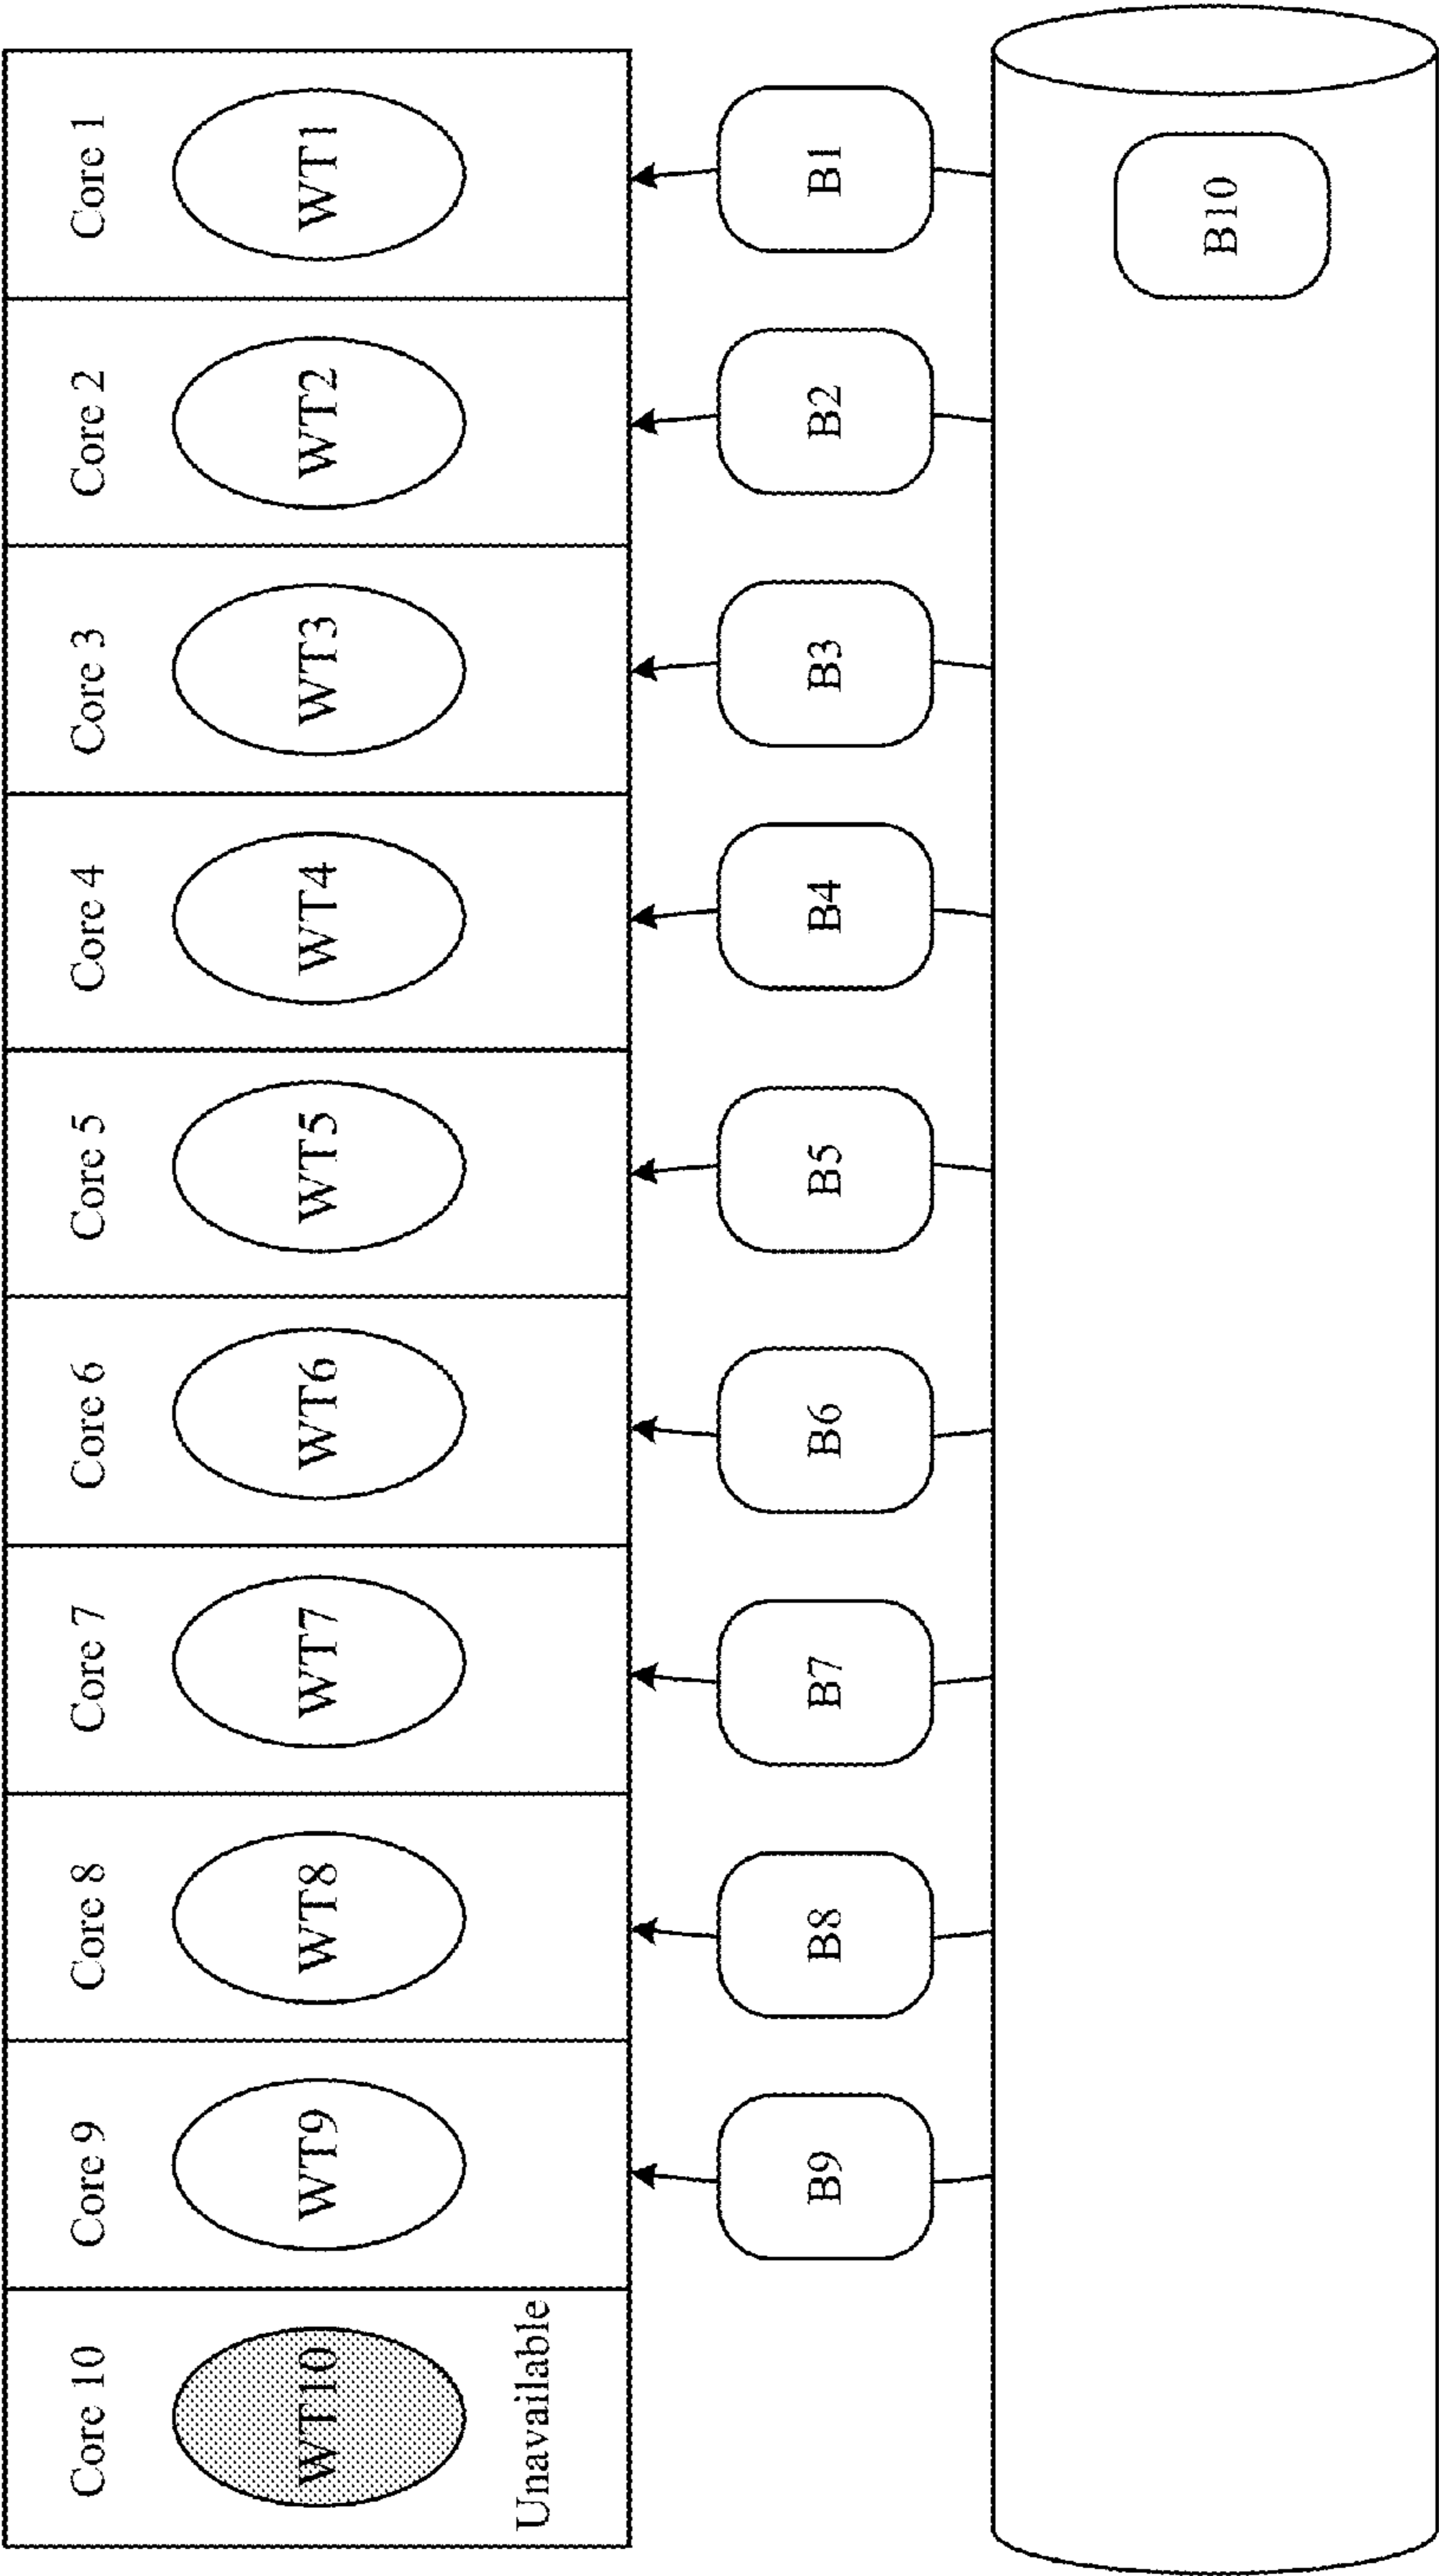 Core 10
Core 9
Core 8
Core 7
Core 6
Core 5
Core 4
Core 3
Core 2
Core 1
WT10
WT9
WT8
WT7
WT6
WT5
WT4
WT3
WT2
WT1
Unavailable
B9
B8
B7
B6
B5
B4
B3
B2
B1
B10